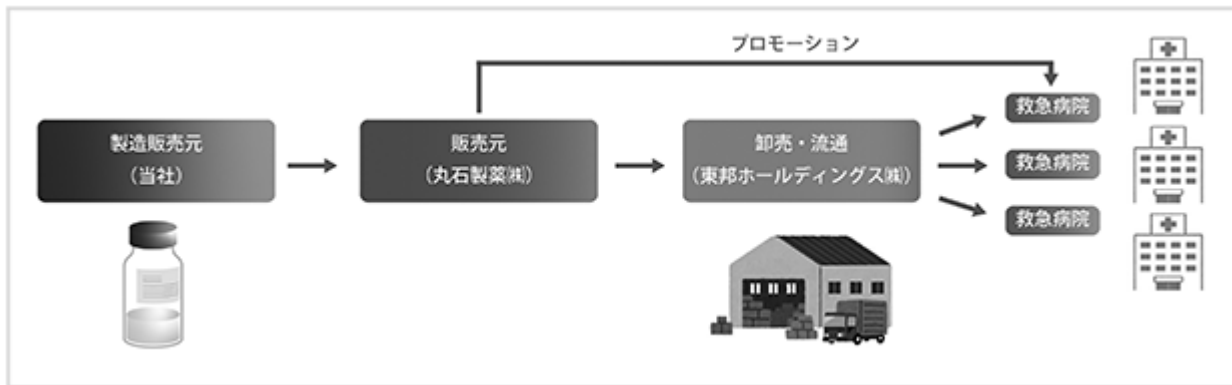 プロモーション
製造販売元
(当社)
販売元
(丸石製薬㈱)
卸売・流通
(東邦ホールディングス㈱)
救急病院
救急病院
救急病院